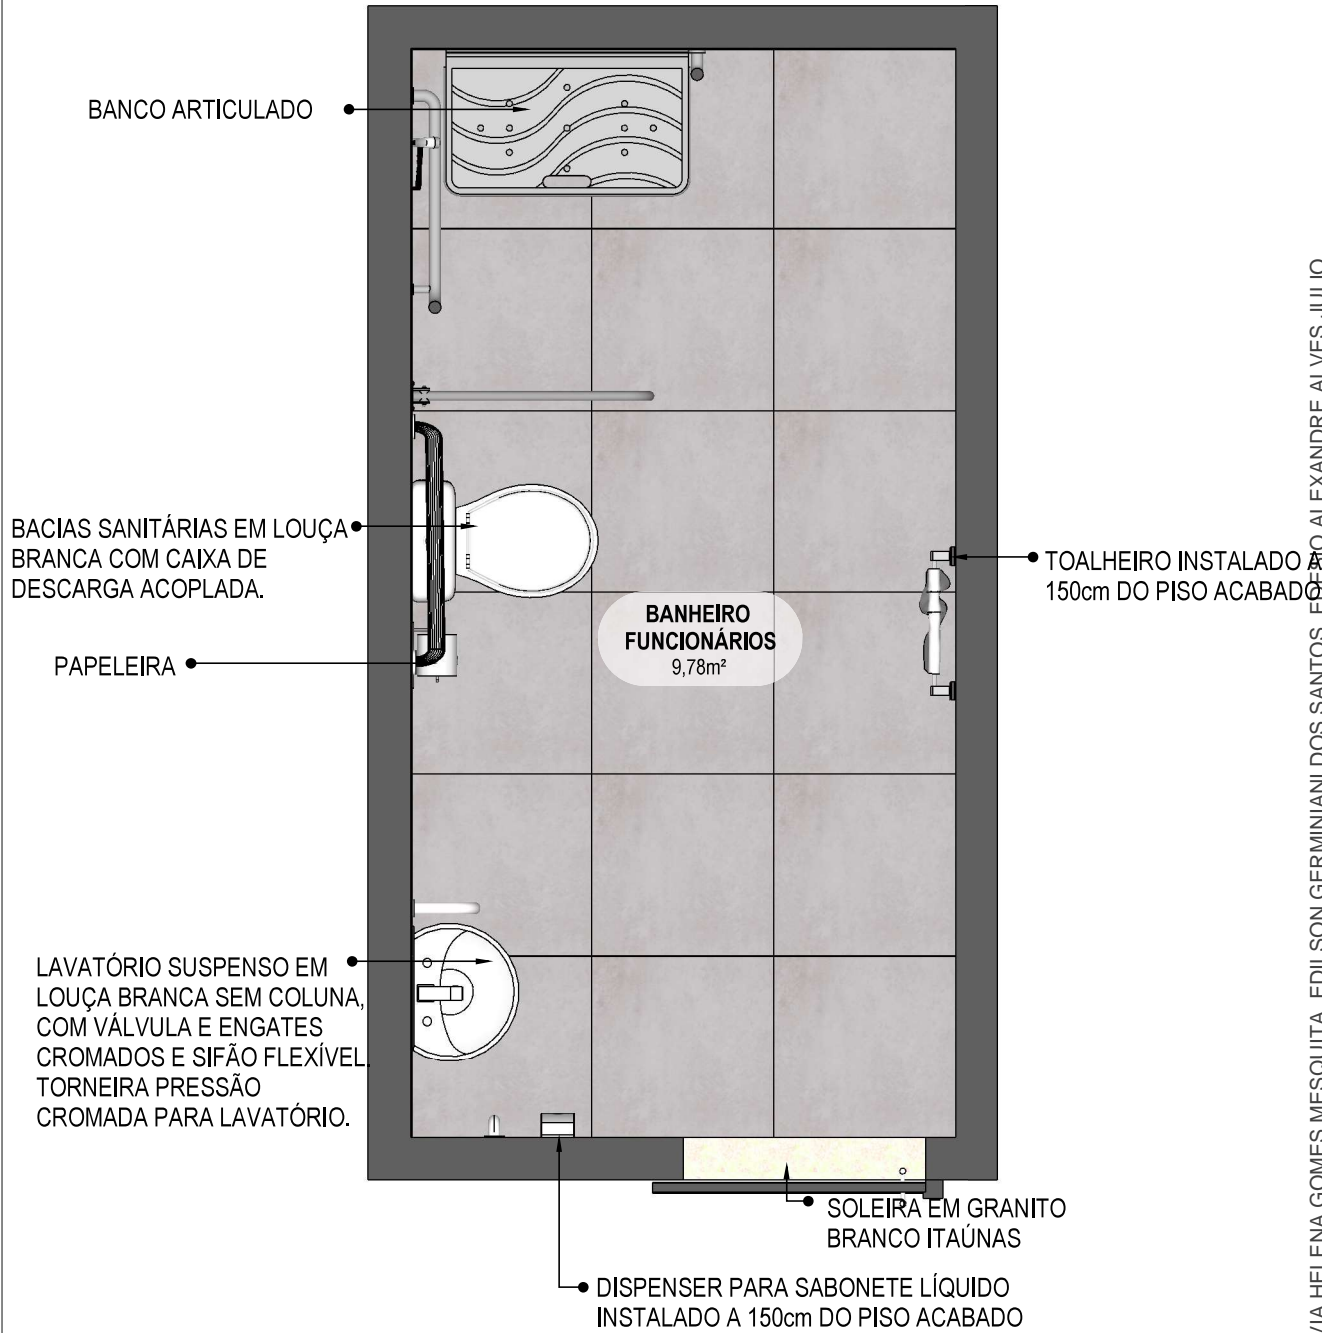 BANCO ARTICULADO
BACIAS SANITÁRIAS EM LOUÇA
BRANCA COM CAIXA DE
DESCARGA ACOPLADA.
TOALHEIRO INSTALADO A
150cm DO PISO ACABADO
BANHEIRO
FUNCIONÁRIOS
9,78m²
PAPELEIRA
LAVATÓRIO SUSPENSO EM
LOUÇA BRANCA SEM COLUNA,
COM VÁLVULA E ENGATES
CROMADOS E SIFÃO FLEXÍVEL.
TORNEIRA PRESSÃO
CROMADA PARA LAVATÓRIO.
SOLEIRA EM GRANITO
BRANCO ITAÚNAS
DISPENSER PARA SABONETE LÍQUIDO
INSTALADO A 150cm DO PISO ACABADO
HELENA GOMES MESQUITA, EDILSON GERMINIANI DOS SANTOS, ALEXANDRE ALVES JULIO